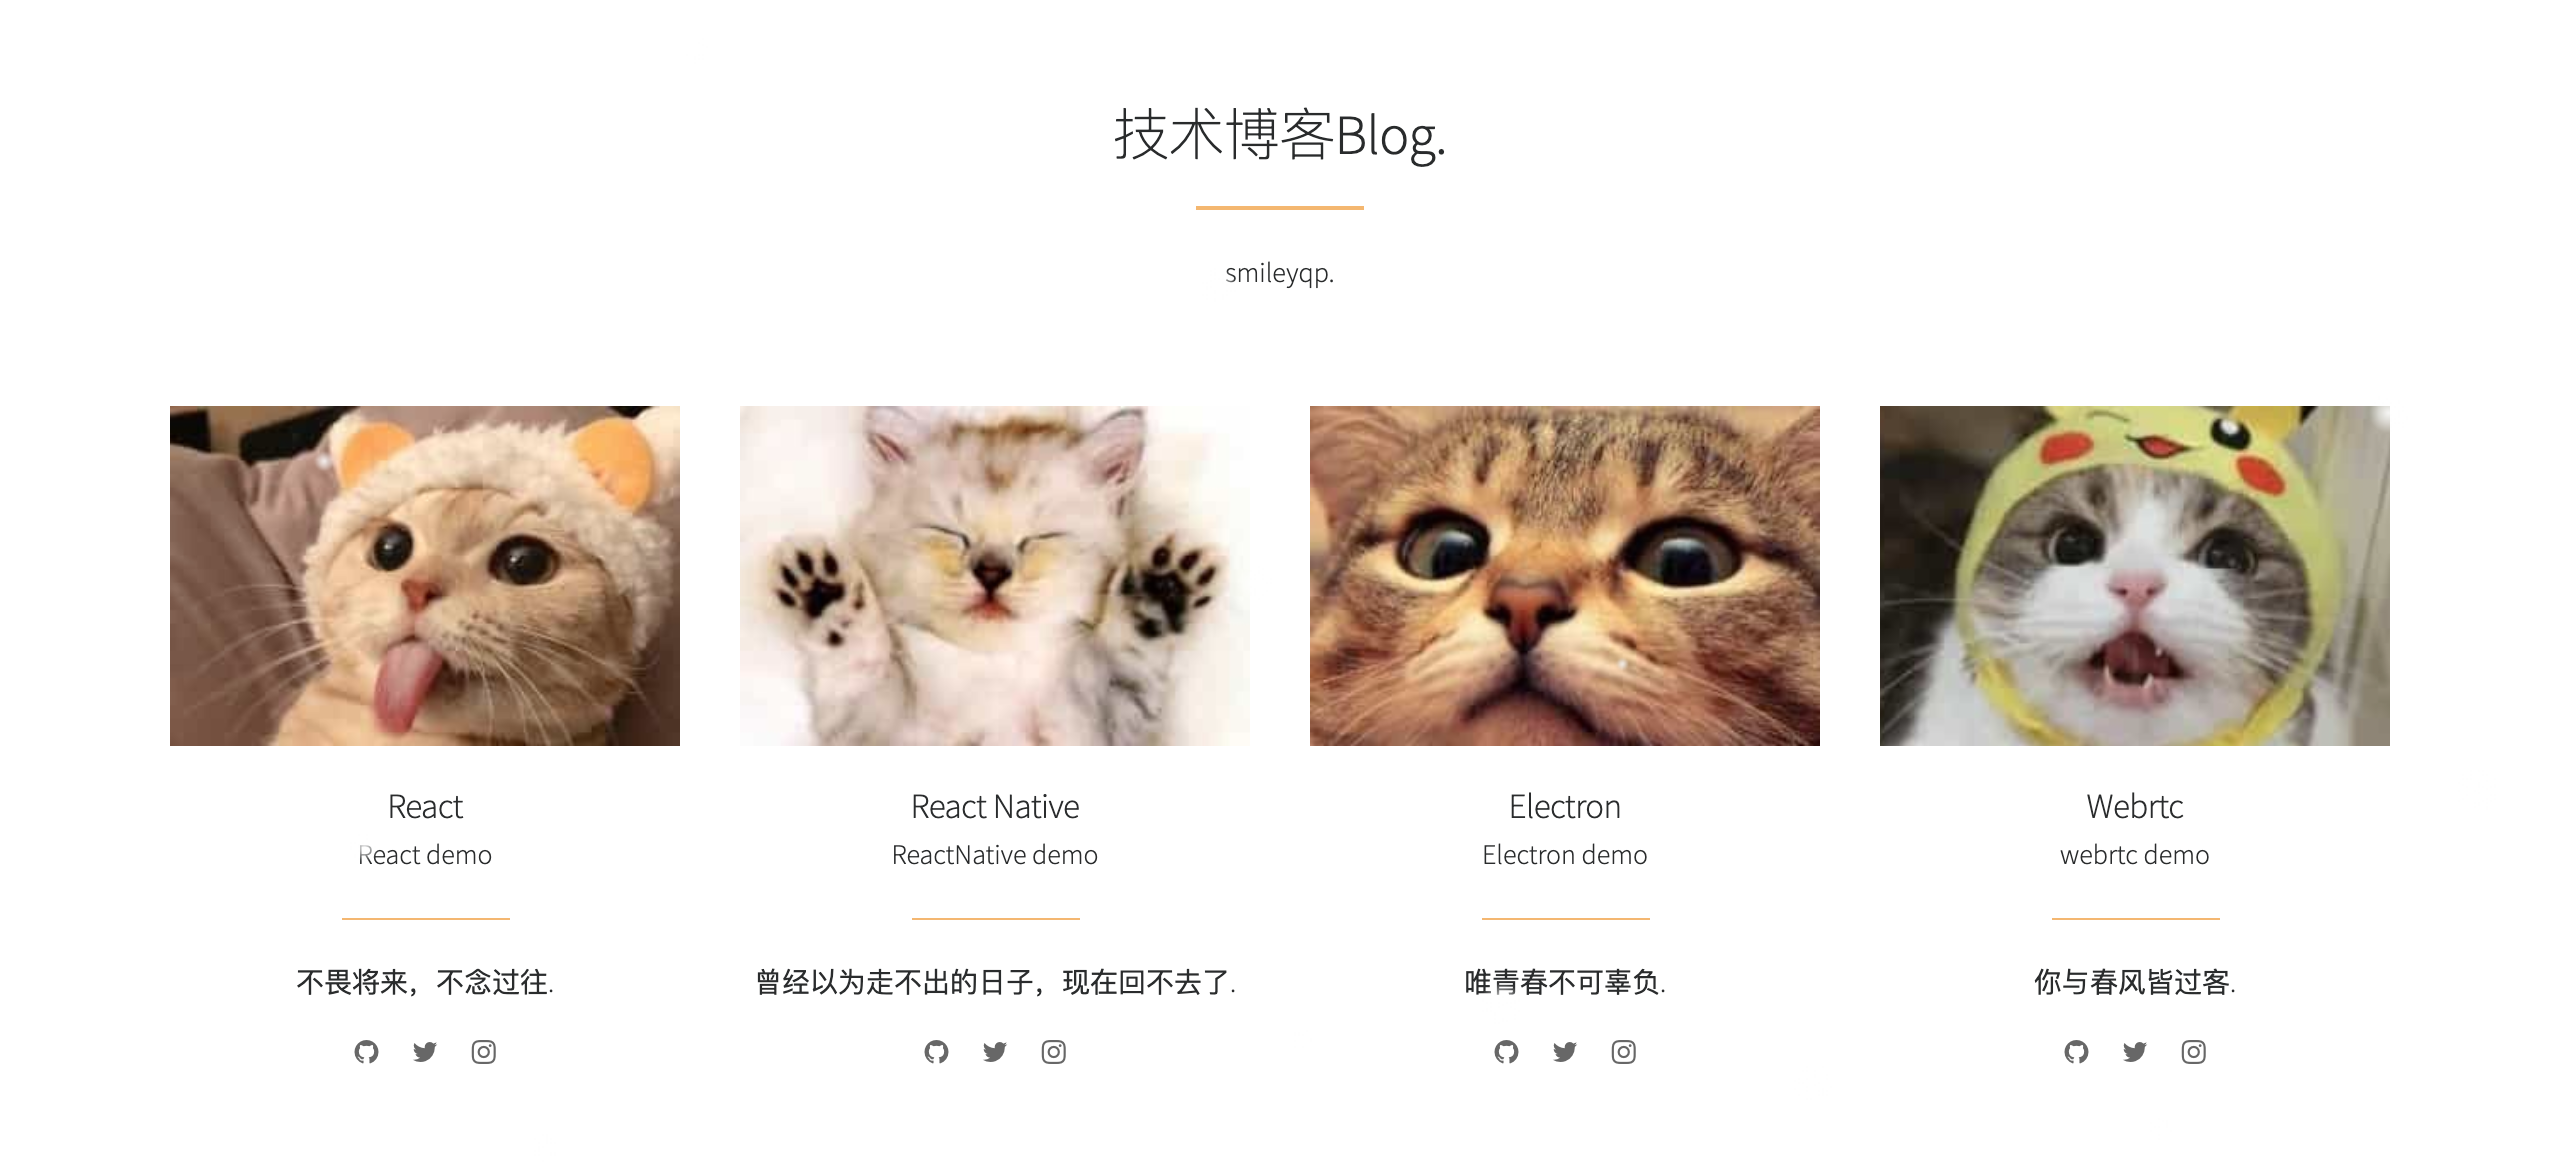 技术博客Blog.
smileyqp.
React
React demo
不畏将来，不念过往.
React Native
ReactNative demo
曾经以为走不出的日子，现在回不去了.
Electron
Electron demo
唯青春不可辜负.
Webrtc
webrtc demo
你与春风皆过客.